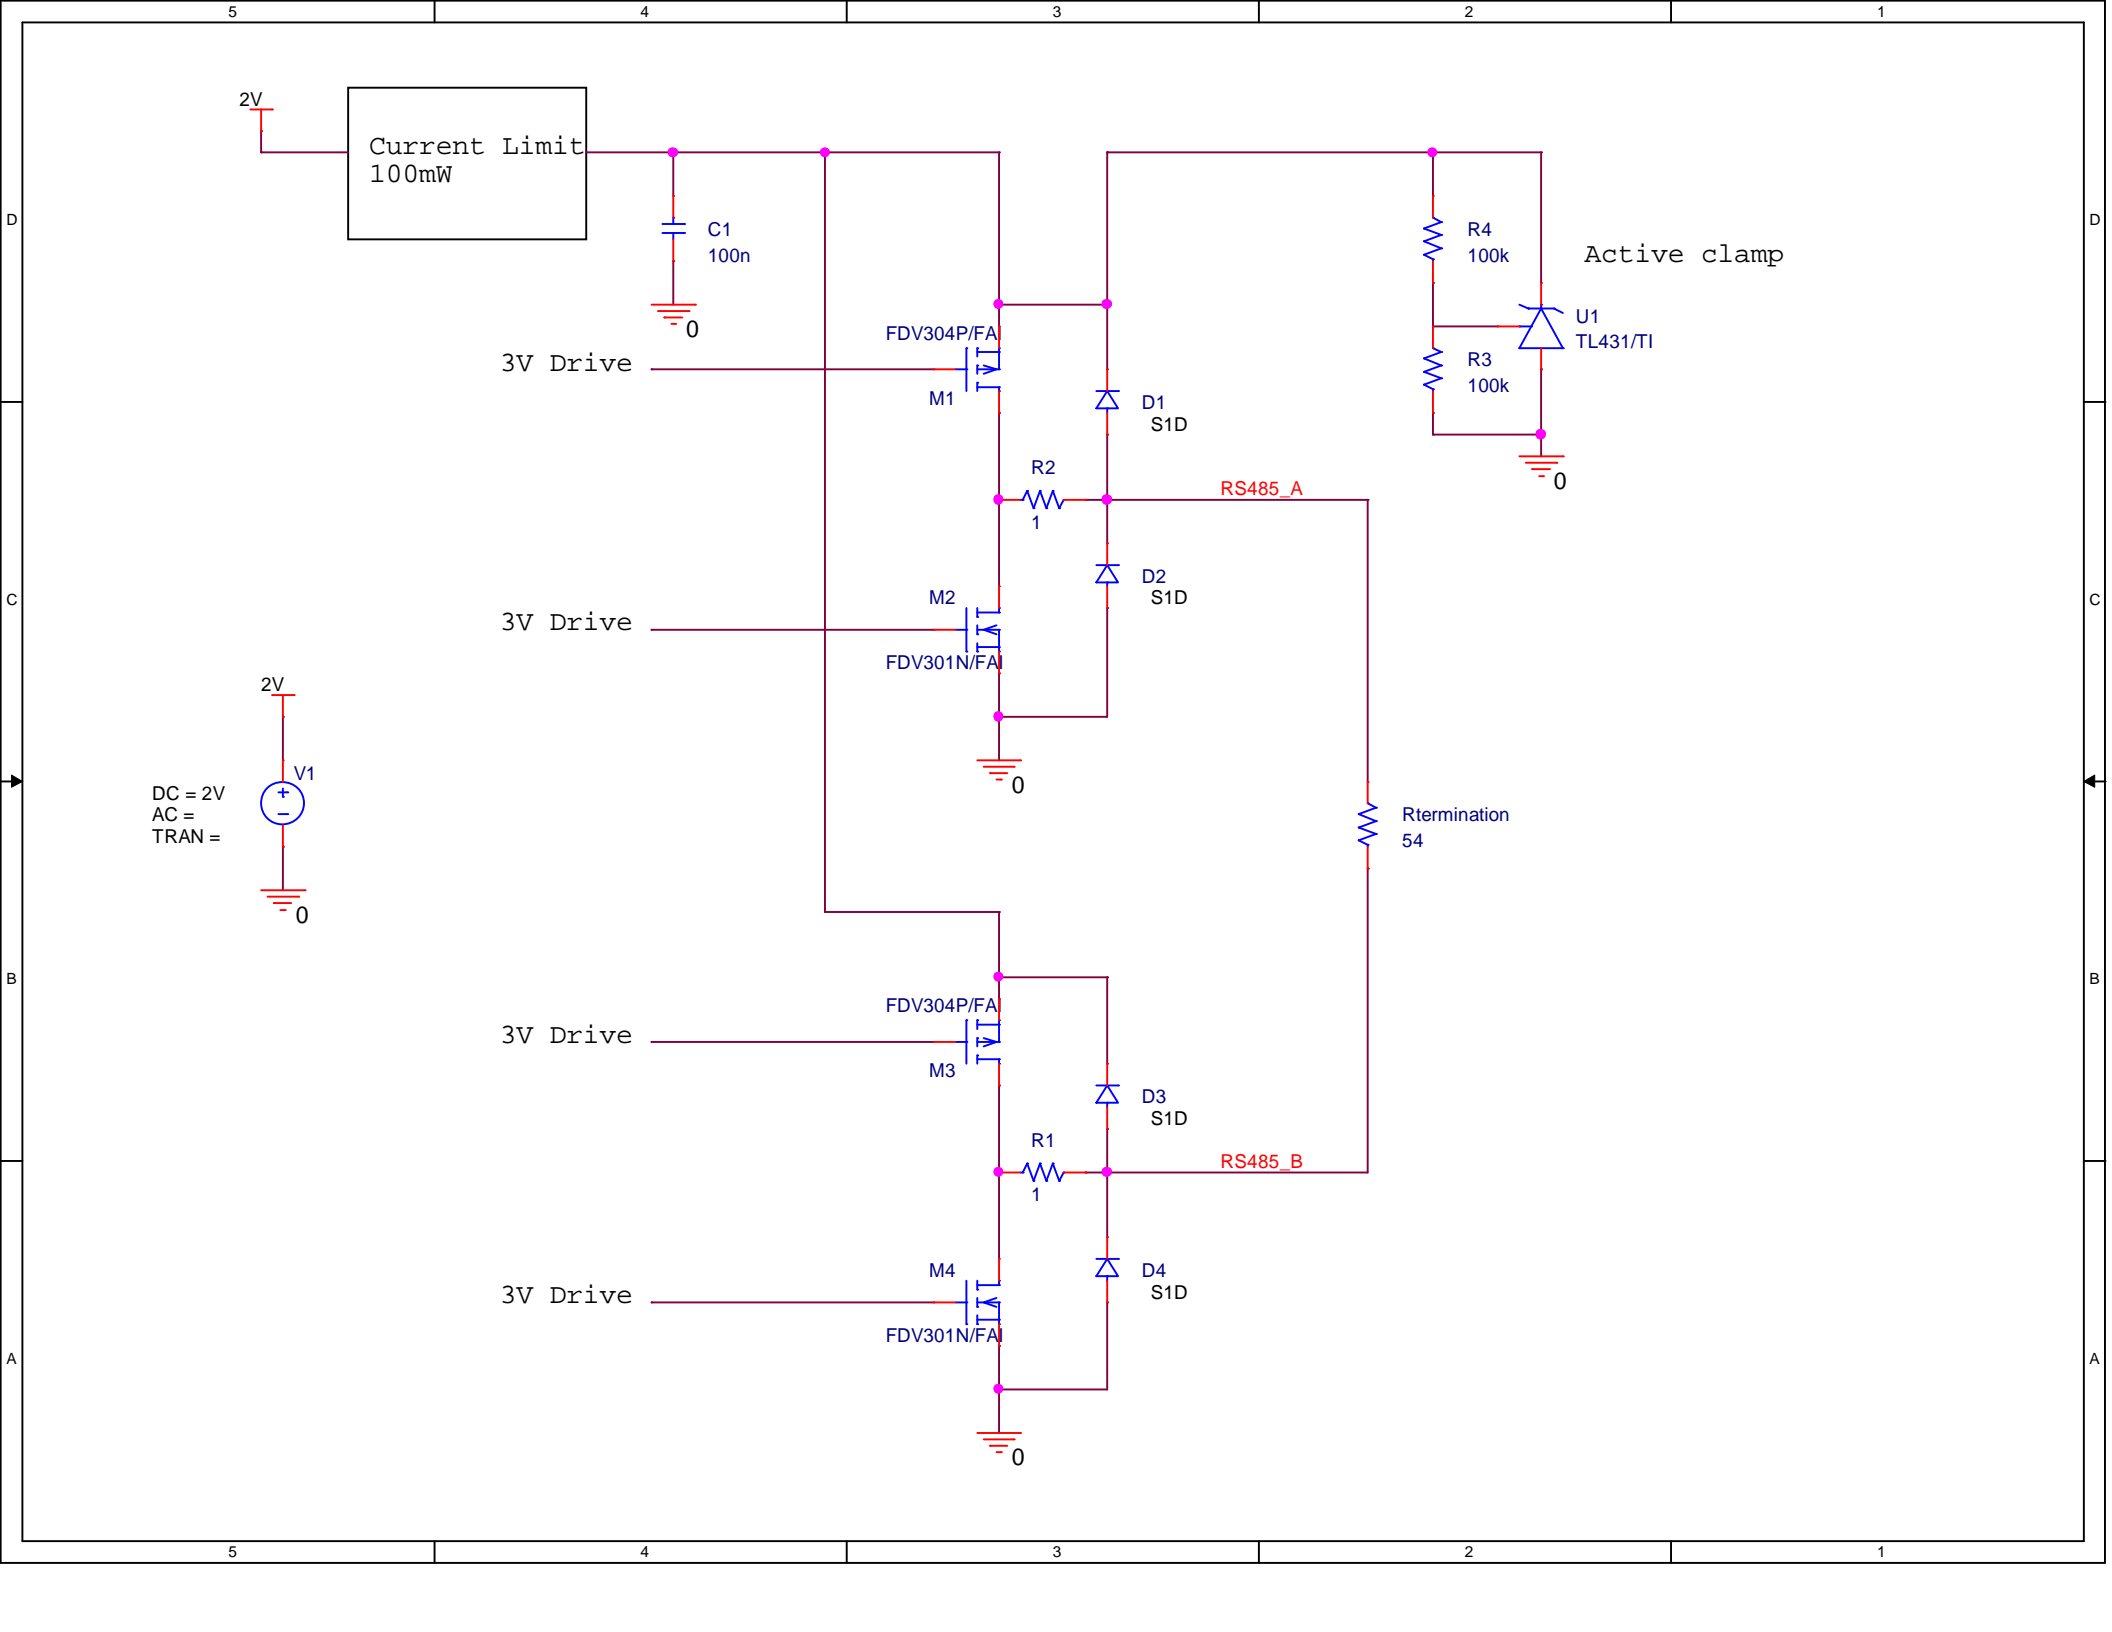 5 4 3 2 1
2V
Current Limit
100mW
D D
C1
100n
R4
100k
Active clamp
0
FDV304P/FAI
U1
TL431/TI
3V Drive
R3
100k
M1
D1
S1D
R2
RS485_A
0
1
M2
D2
S1D
C C
3V Drive
FDV301N/FAI
2V
V1
0
DC = 2V
AC =
TRAN =
Rtermination
54
0
B B
FDV304P/FAI
3V Drive
M3
D3
S1D
R1
RS485_B
1
M4
D4
S1D
3V Drive
FDV301N/FAI
A A
0
5 4 3 2 1